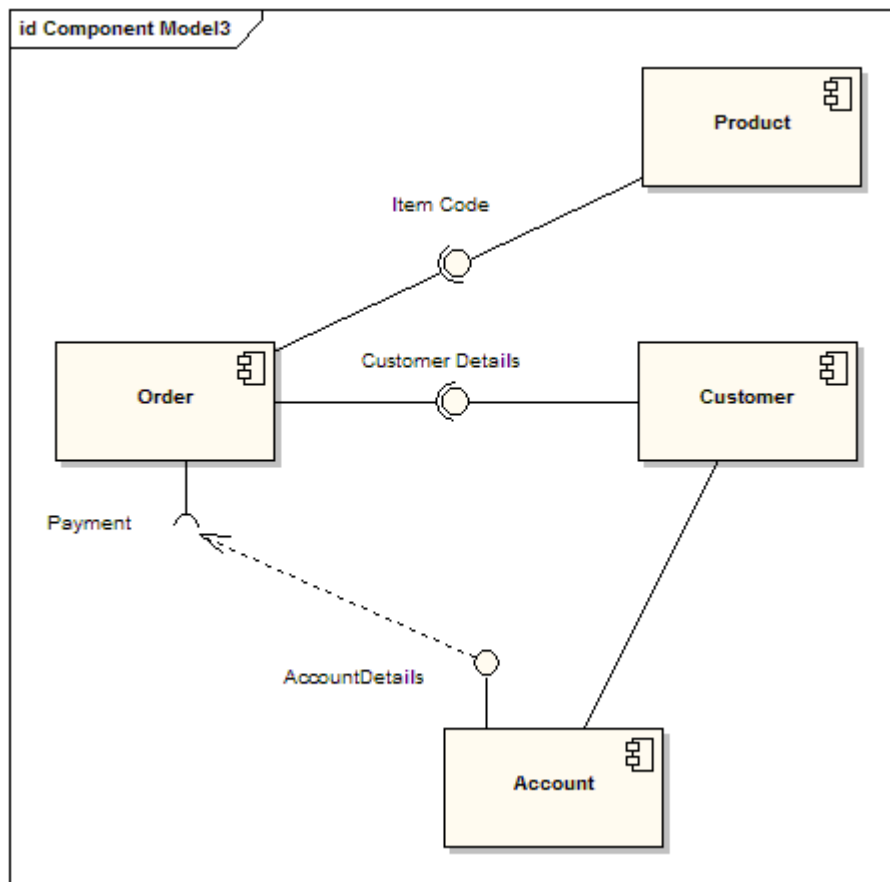 id Component Model3
Product
Item Code
Customer Details
Order
Customer
Payment
AccountDetails
Account